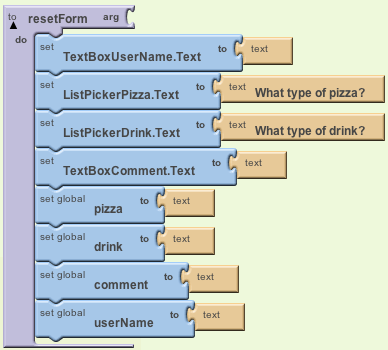 to resetForm arg
do
set TextBoxUserName.Text to text
set ListPickerPizza.Text to text What type of pizza?
set ListPickerDrink.Text to text What type of drink?
set TextBoxComment.Text to text
set global pizza to text
set global drink to text
set global comment to text
set global userName to text